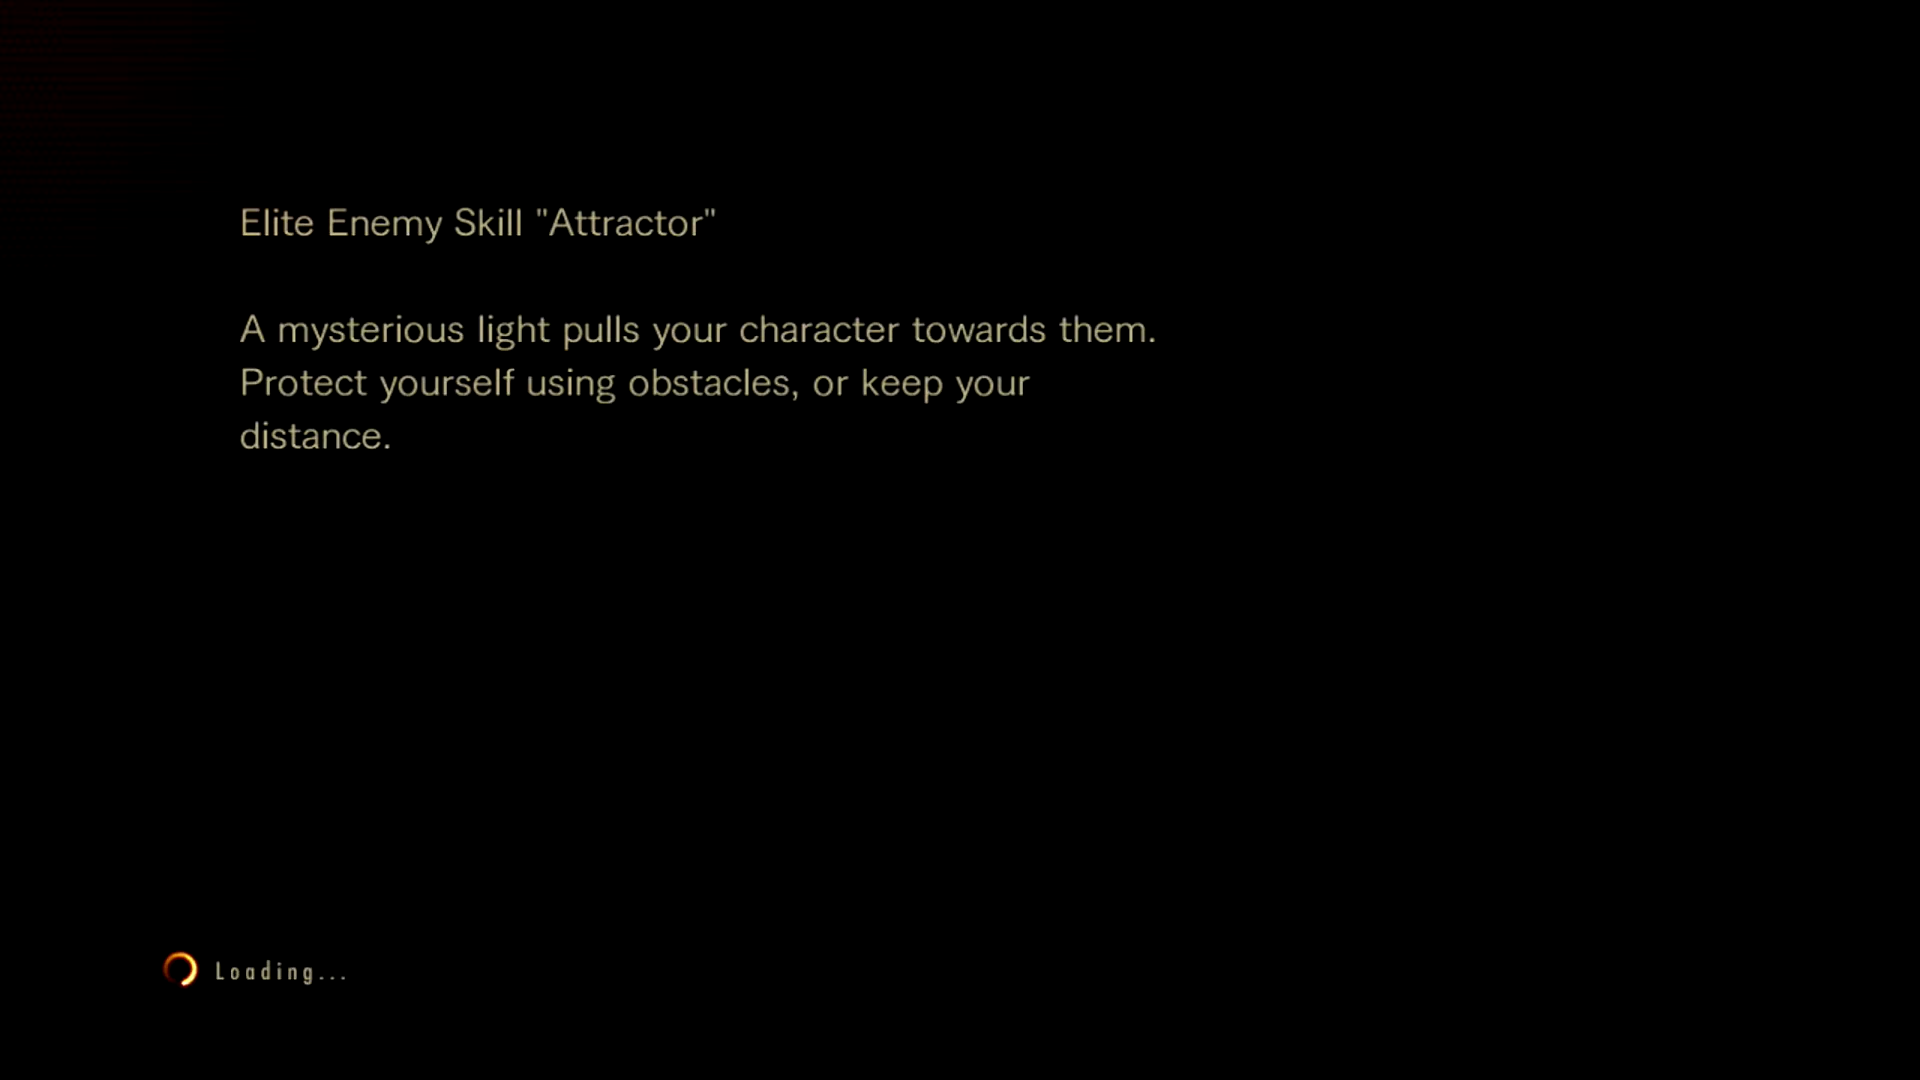 Elite Enemy Skill "Attractor"
A mysterious light pulls your character towards them.
Protect yourself using obstacles, or keep your
distance.
Loading...